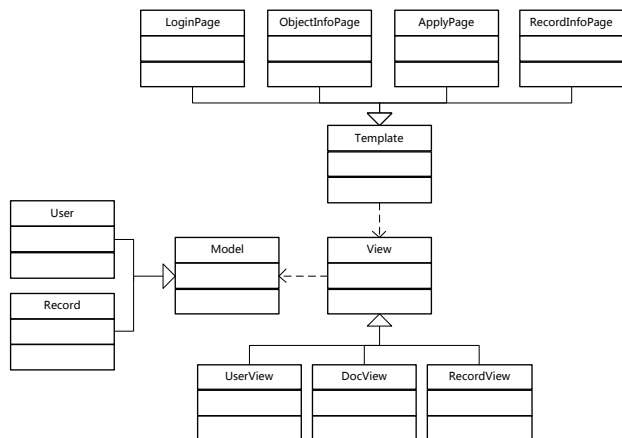 LoginPage
ObjectInfoPage
ApplyPage
RecordInfoPage
Template
User
Model
View
Record
UserView
DocView
RecordView